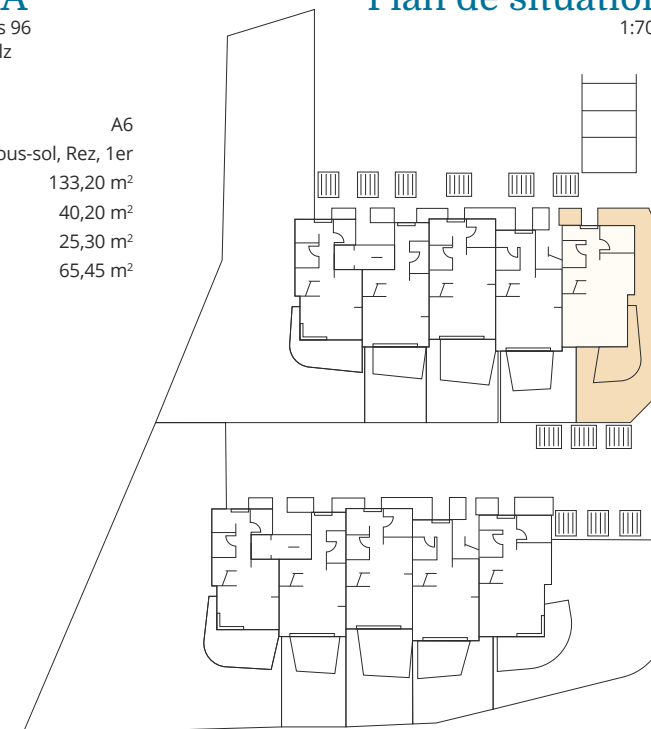 A
Plan de situation
s 96
1:70
lz
A6
ous-sol, Rez, 1er
133,20 m²
40,20 m²
25,30 m²
65,45 m²